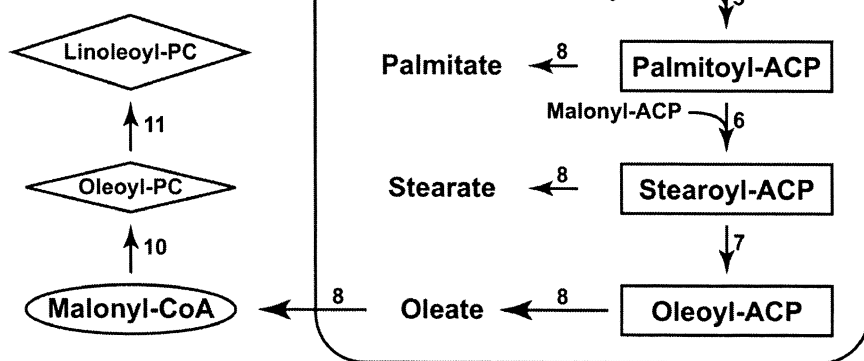 5
Linoleoyl-PC
Palmitate
8
Palmitoyl-ACP
Malonyl-ACP
6
11
Oleoyl-PC
Stearate
8
Stearoyl-ACP
10
7
Malonyl-CoA
8
Oleate
8
Oleoyl-ACP